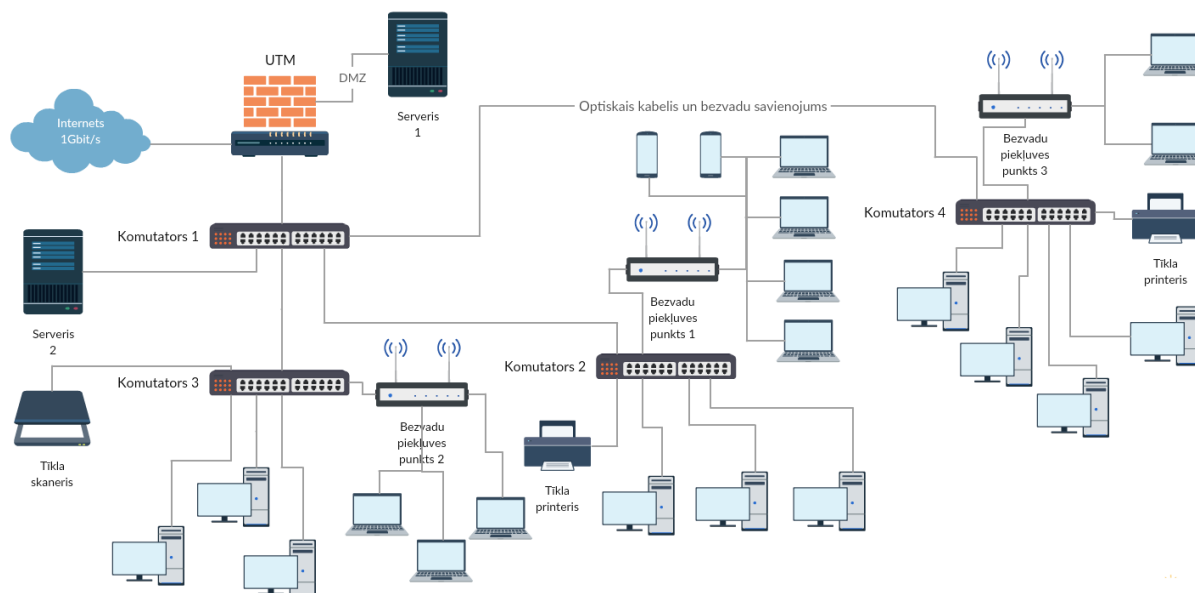 UTM
DMZ
Serveris
1
Internets
1Gbit/s
Optiskais kabelis un bezvadu savienojums
Bezvadu
piekļuves
punkts 3
Komutators 4
Komutators 1
Tīkla
printeris
Bezvadu
piekļuves
punkts 1
Serveris
2
Komutators 3
Komutators 2
Bezvadu
piekļuves
punkts 2
Tīkla
skaneris
Tīkla
printeris